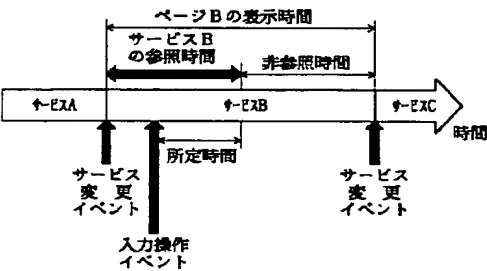 ページBの表示時間
サービスB
の参照時間
非参照時間
サービスA
サービスB
サービスC
時間
所定時間
サービス
変 更
イベント
サービス
変 更
イベント
入力操作
イベント